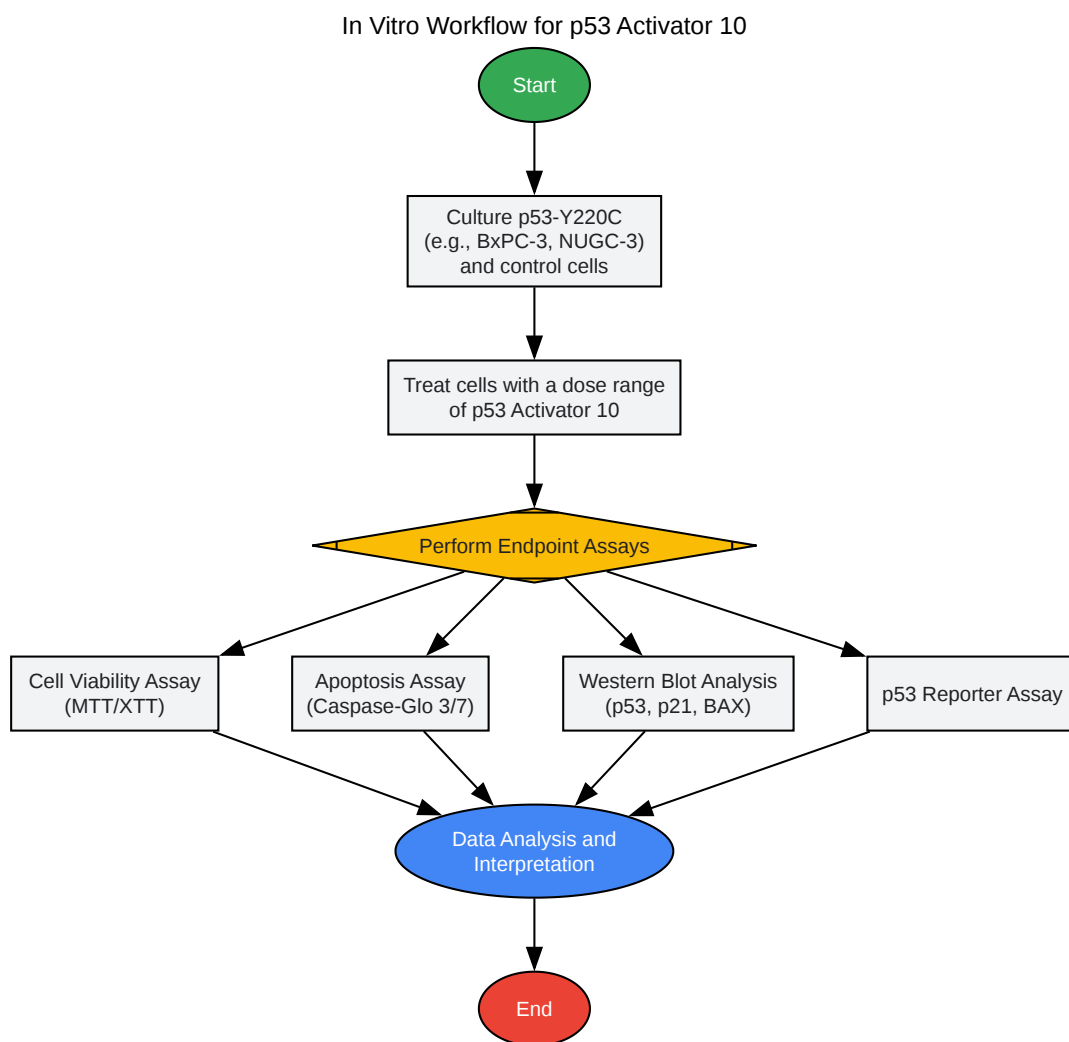 In Vitro Workflow for p53 Activator 10
Start
Culture p53-Y220C
(e.g., BxPC-3, NUGC-3)
and control cells
Treat cells with a dose range
of p53 Activator 10
Perform Endpoint Assays
Cell Viability Assay
(MTT/XTT)
Apoptosis Assay
(Caspase-Glo 3/7)
Western Blot Analysis
(p53, p21, BAX)
p53 Reporter Assay
Data Analysis and
Interpretation
End